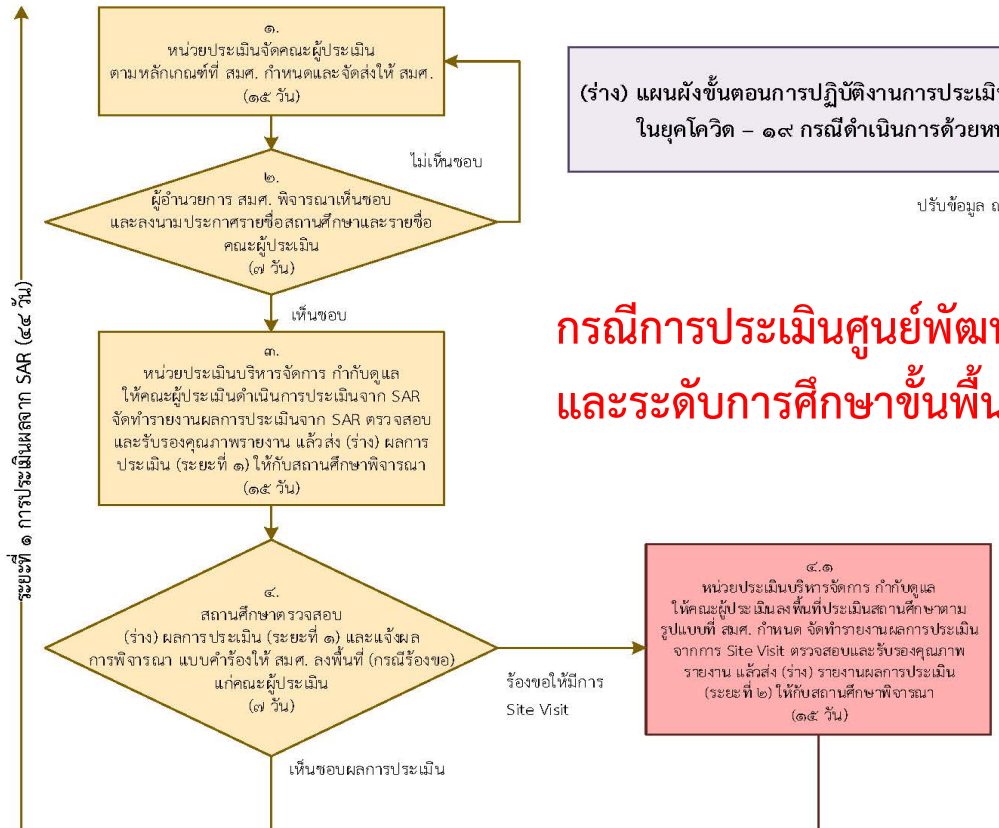 ๑.
หน่วยประเมินจัดคณะผู้ประเมิน
ตามหลักเกณฑ์ที่ สมศ. กำหนดและจัดส่งให้ สมศ.
(๑๕ วัน)
(ร่าง) แผนผังขั้นตอนการปฏิบัติงานการประเมิ
ในยุคโควิด – ๑๙ กรณีดำเนินการด้วยห
ปรับข้อมูล ณ
ไม่เห็นชอบ
๒.
ผู้อำนวยการ สมศ. พิจารณาเห็นชอบ
และลงนามประกาศรายชื่อสถานศึกษาและรายชื่อ
คณะผู้ประเมิน
(๗ วัน)
เห็นชอบ
กรณีการประเมินศูนย์พัฒ
และระดับการศึกษาขั้นพื้น
๓.
หน่วยประเมินบริหารจัดการ กำกับดูแล
ให้คณะผู้ประเมินดำเนินการประเมินจาก SAR
จัดทำรายงานผลการประเมินจาก SAR ตรวจสอบ
และรับรองคุณภาพรายงาน แล้วส่ง (ร่าง) ผลการ
ประเมิน (ระยะที่ ๑) ให้กับสถานศึกษาพิจารณา
(๑๕ วัน)
ระยะที่ ๑ การประเมินผลจาก SAR (๔๔ วัน)
๔.
สถานศึกษาตรวจสอบ
(ร่าง) ผลการประเมิน (ระยะที่ ๑) และแจ้งผล
การพิจารณา แบบคำร้องให้ สมศ. ลงพื้นที่ (กรณีร้องขอ)
แก่คณะผู้ประเมิน
(๗ วัน)
ร้องขอให้มีการ
Site Visit
๔.๑
หน่วยประเมินบริหารจัดการ กำกับดูแล
ให้คณะผู้ประเมินลงพื้นที่ประเมินสถานศึกษาตาม
รูปแบบที่ สมศ. กำหนด จัดทำรายงานผลการประเมิน
จากการ Site Visit ตรวจสอบและรับรองคุณภาพ
รายงาน แล้วส่ง (ร่าง) รายงานผลการประเมิน
(ระยะที่ ๒) ให้กับสถานศึกษาพิจารณา
(๑๕ วัน)
เห็นชอบผลการประเมิน